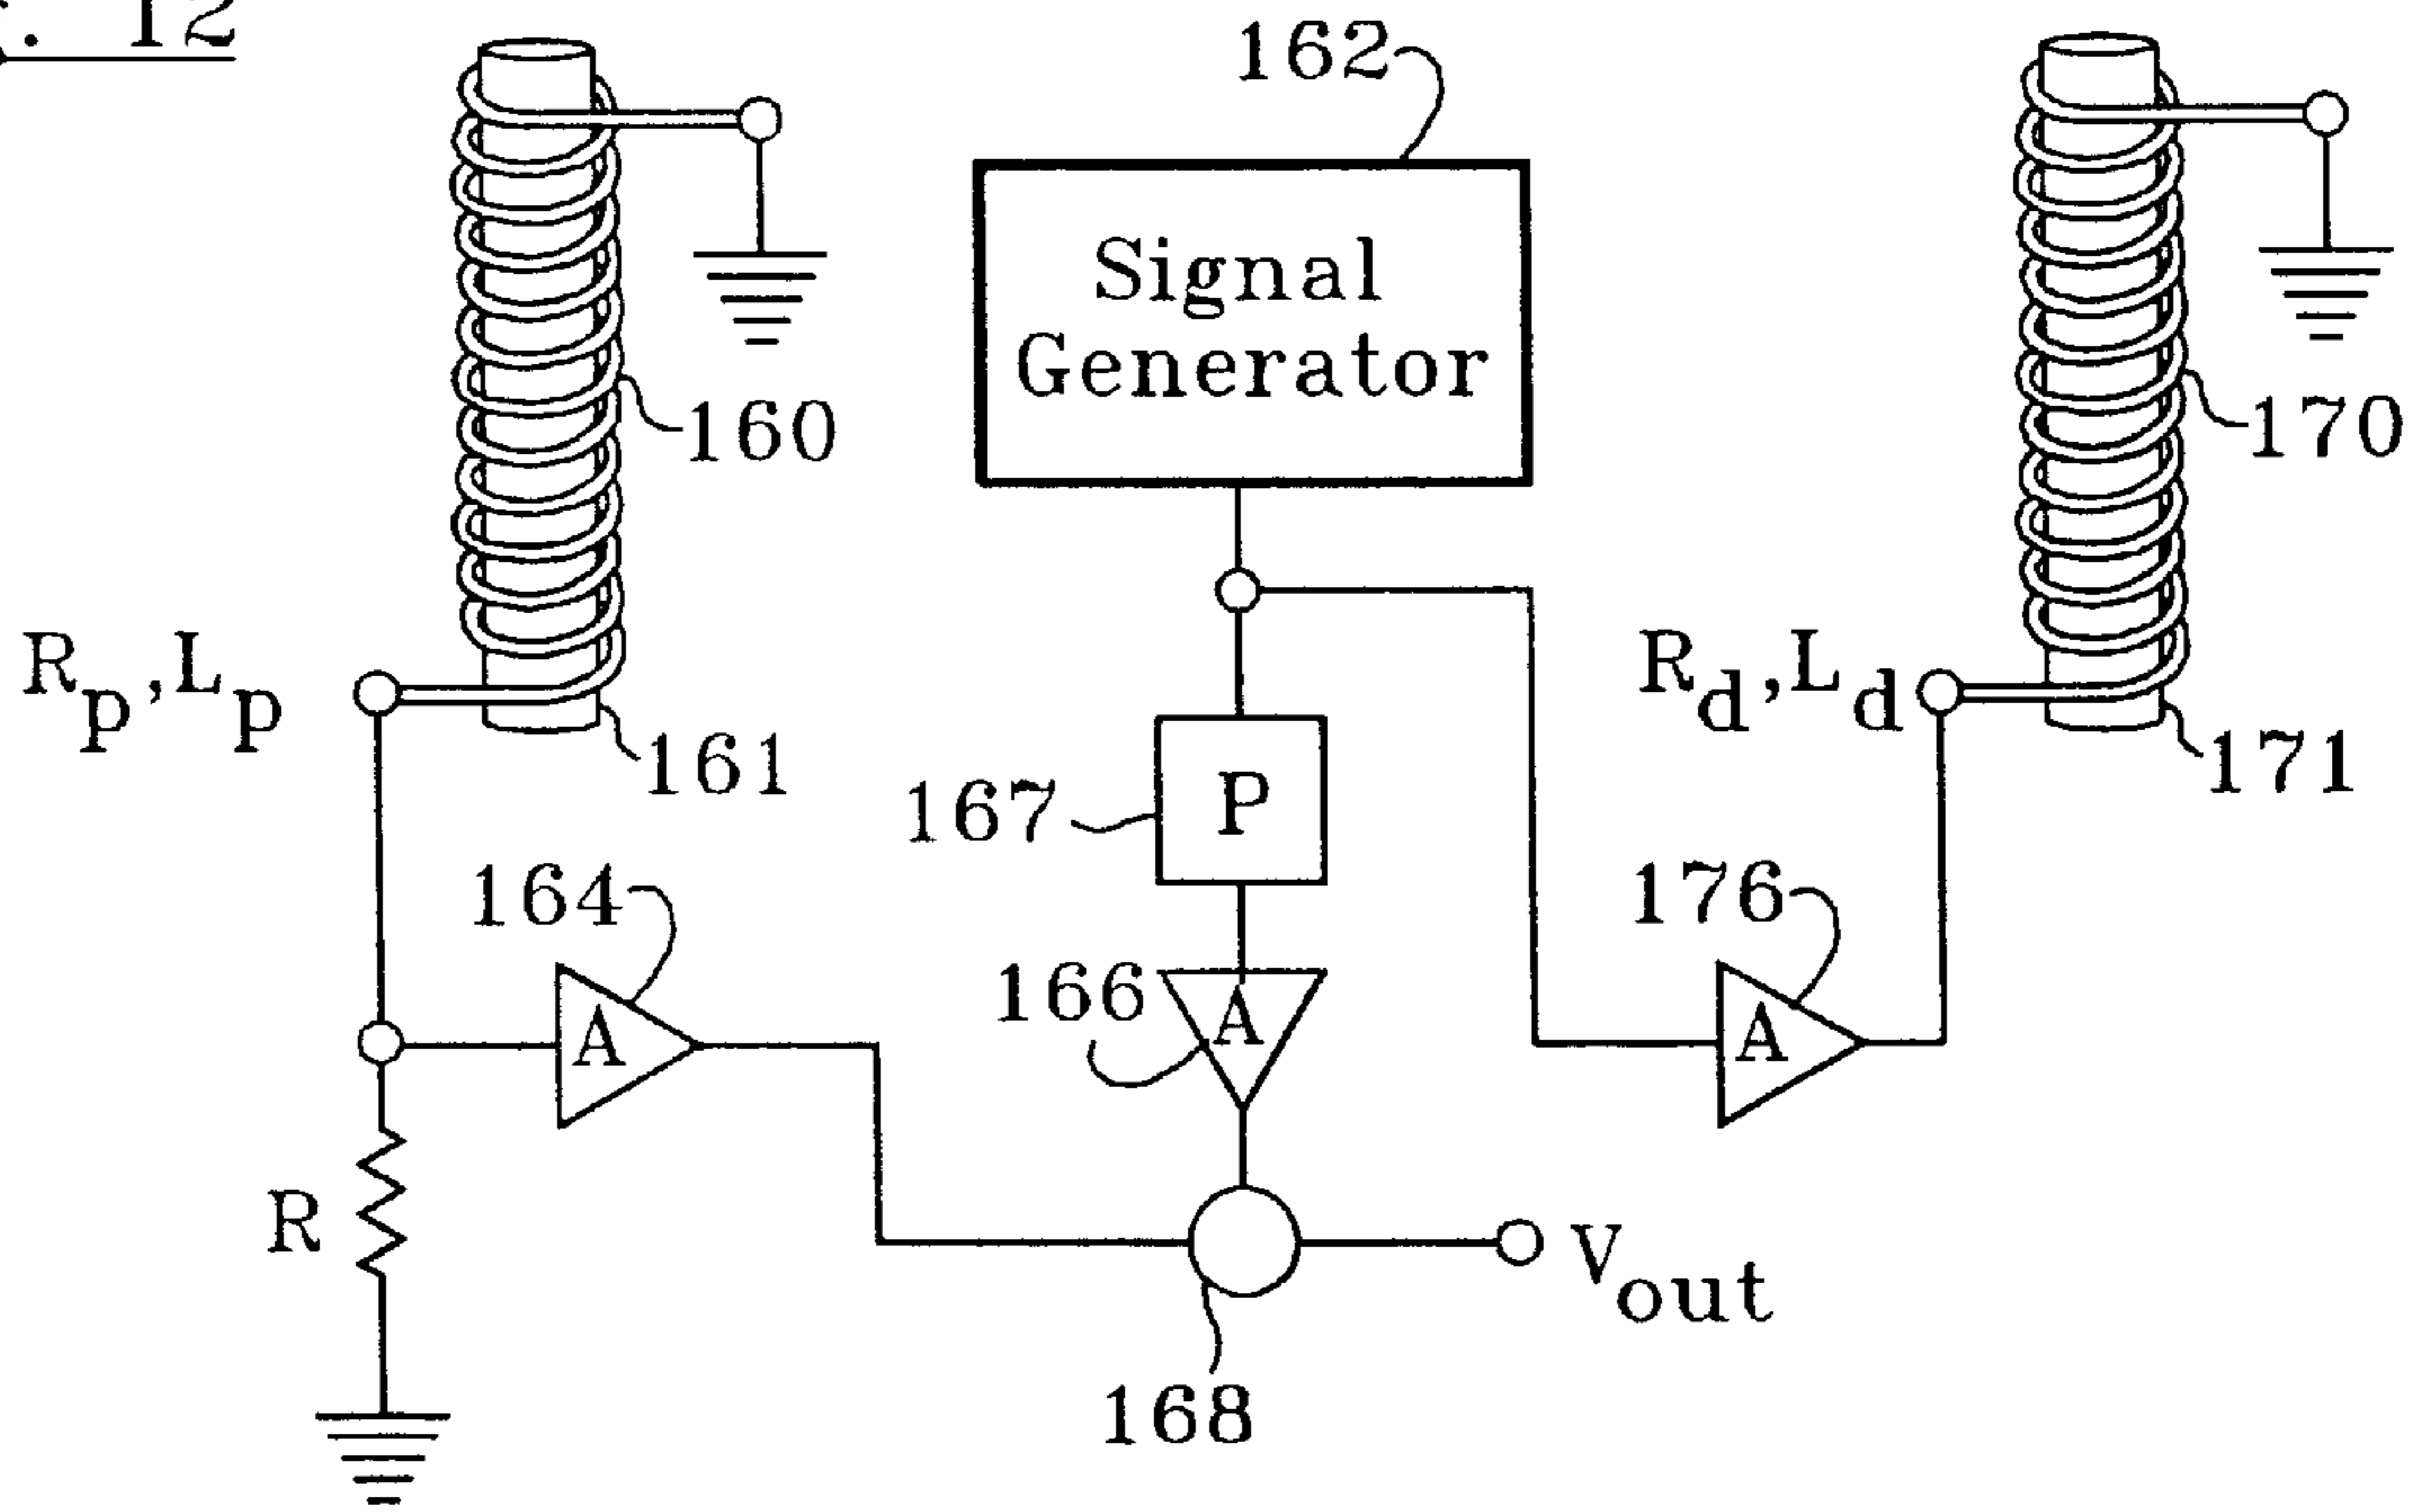 . 12
162
Signal
Generator
160
170
Rp,Lp
Rd,Ld
161
171
167
P
164
176
166
A
A
A
R
Vout
168